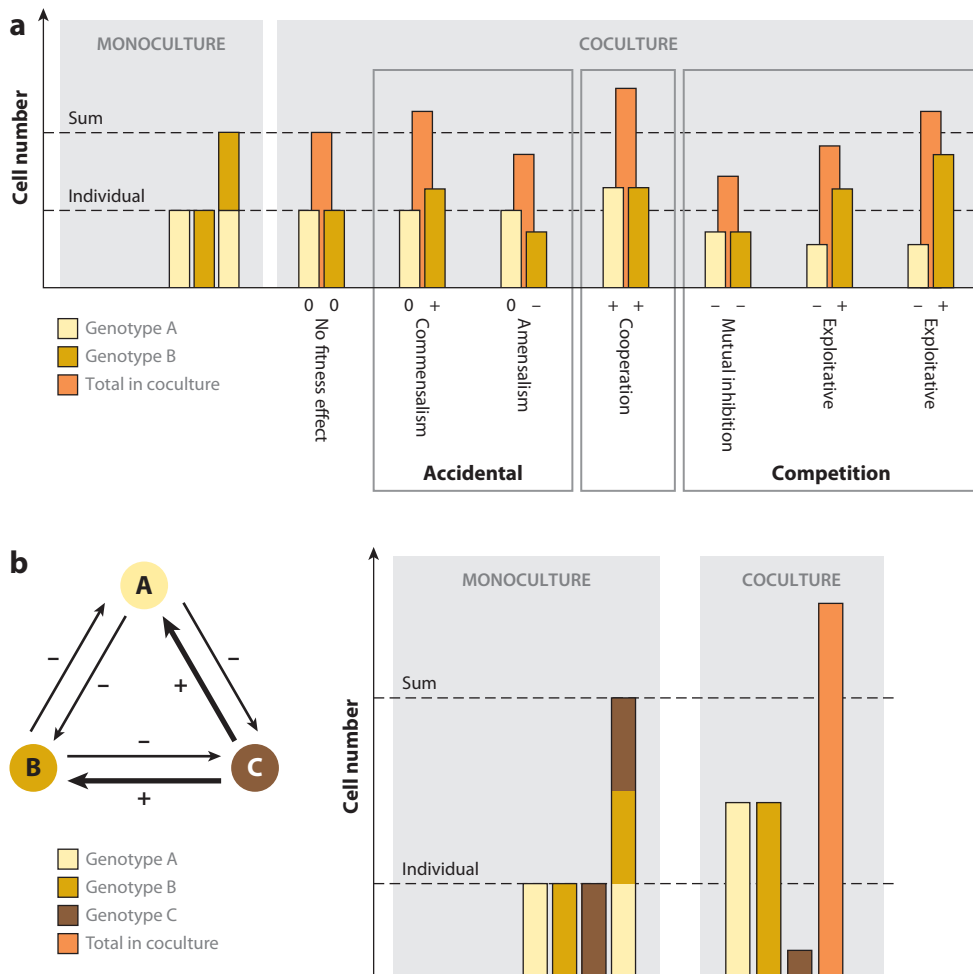 a
MONOCULTURE
COCULTURE
Cell number
Sum
Individual
0 0
0 +
0 –
+ +
– –
– +
– +
No fitness effect
Commensalism
Amensalism
Cooperation
Mutual inhibition
Exploitative
Exploitative
Genotype A
Genotype B
Total in coculture
Accidental
Competition
b
A
B
C
–
–
–
+
–
+
Genotype A
Genotype B
Genotype C
Total in coculture
MONOCULTURE
COCULTURE
Cell number
Sum
Individual